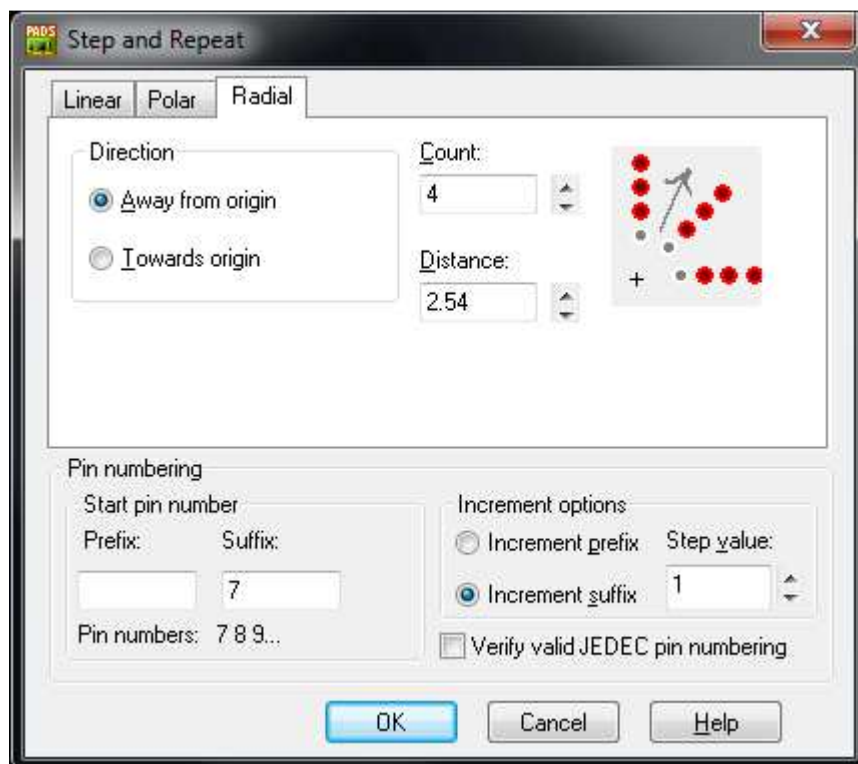 PADS
Step and Repeat
Linear Polar Radial
Direction
Away from origin
Towards origin
Count:
4
Distance:
2.54
Pin numbering
Start pin number
Prefix: Suffix:
7
Pin numbers: 7 8 9...
Increment options
Increment prefix
Increment suffix
Step value:
1
Verify valid JEDEC pin numbering
OK Cancel Help